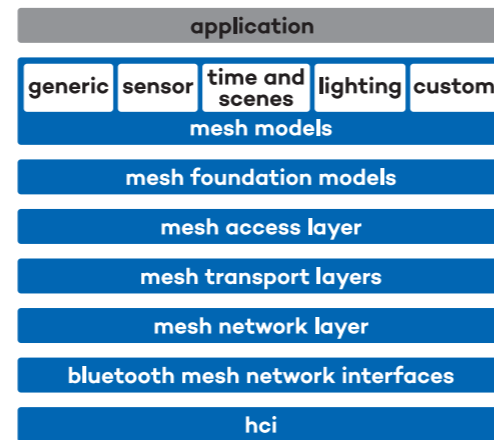 application
generic sensor time and scenes lighting custom
mesh models
mesh foundation models
mesh access layer
mesh transport layers
mesh network layer
bluetooth mesh network interfaces
hci